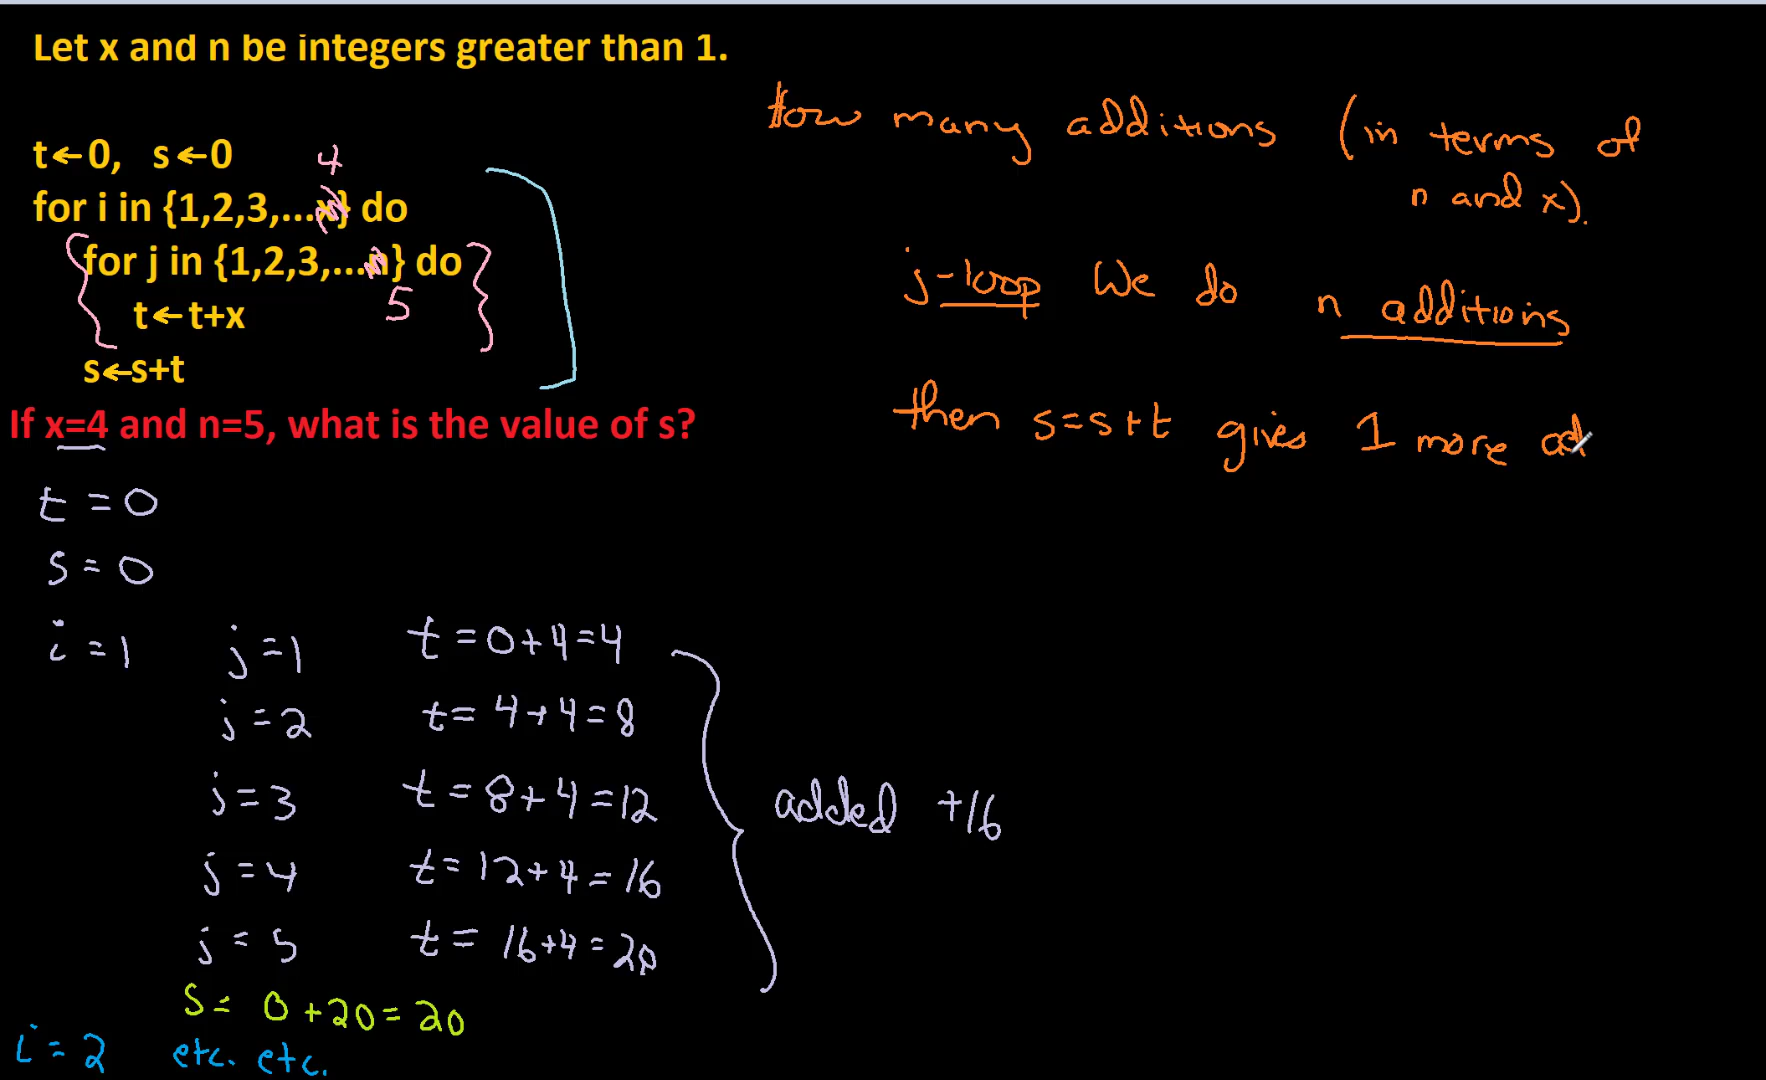 Let x and n be integers greater than 1.
t←0, s←0
4
for i in {1,2,3,...x} do
for j in {1,2,3,...n} do
5
t←t+x
s←s+t
If x=4 and n=5, what is the value of s?
t = 0
s = 0
i = 1 j = 1 t = 0 + 4 = 4
j = 2 t = 4 + 4 = 8
j = 3 t = 8 + 4 = 12
j = 4 t = 12 + 4 = 16
j = 5 t = 16 + 4 = 20
added +16
S = 0 + 20 = 20
i = 2 etc. etc.
How many additions (in terms of
n and x).
j-loop We do n additions
then s=s+t gives 1 more ad